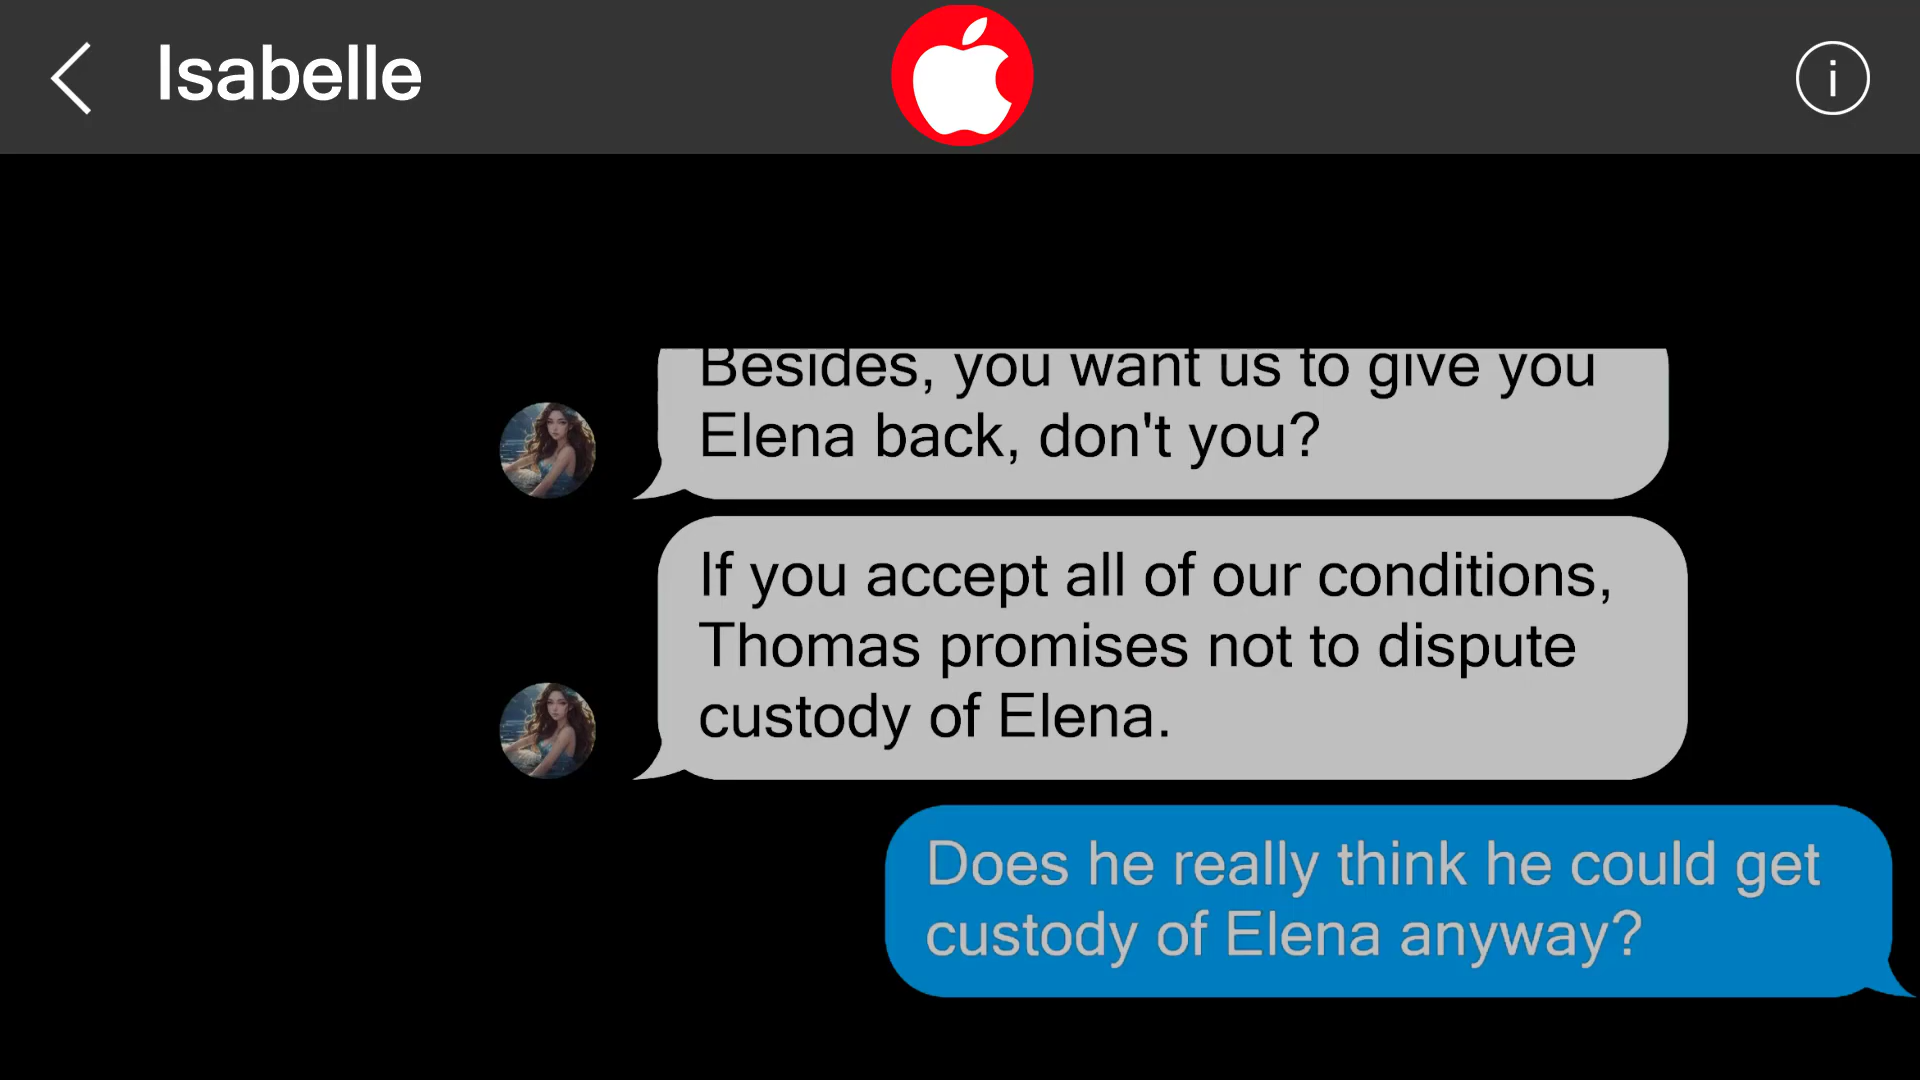 Isabelle
i
Besides, you want us to give you
Elena back, don't you?
If you accept all of our conditions,
Thomas promises not to dispute
custody of Elena.
Does he really think he could get
custody of Elena anyway?